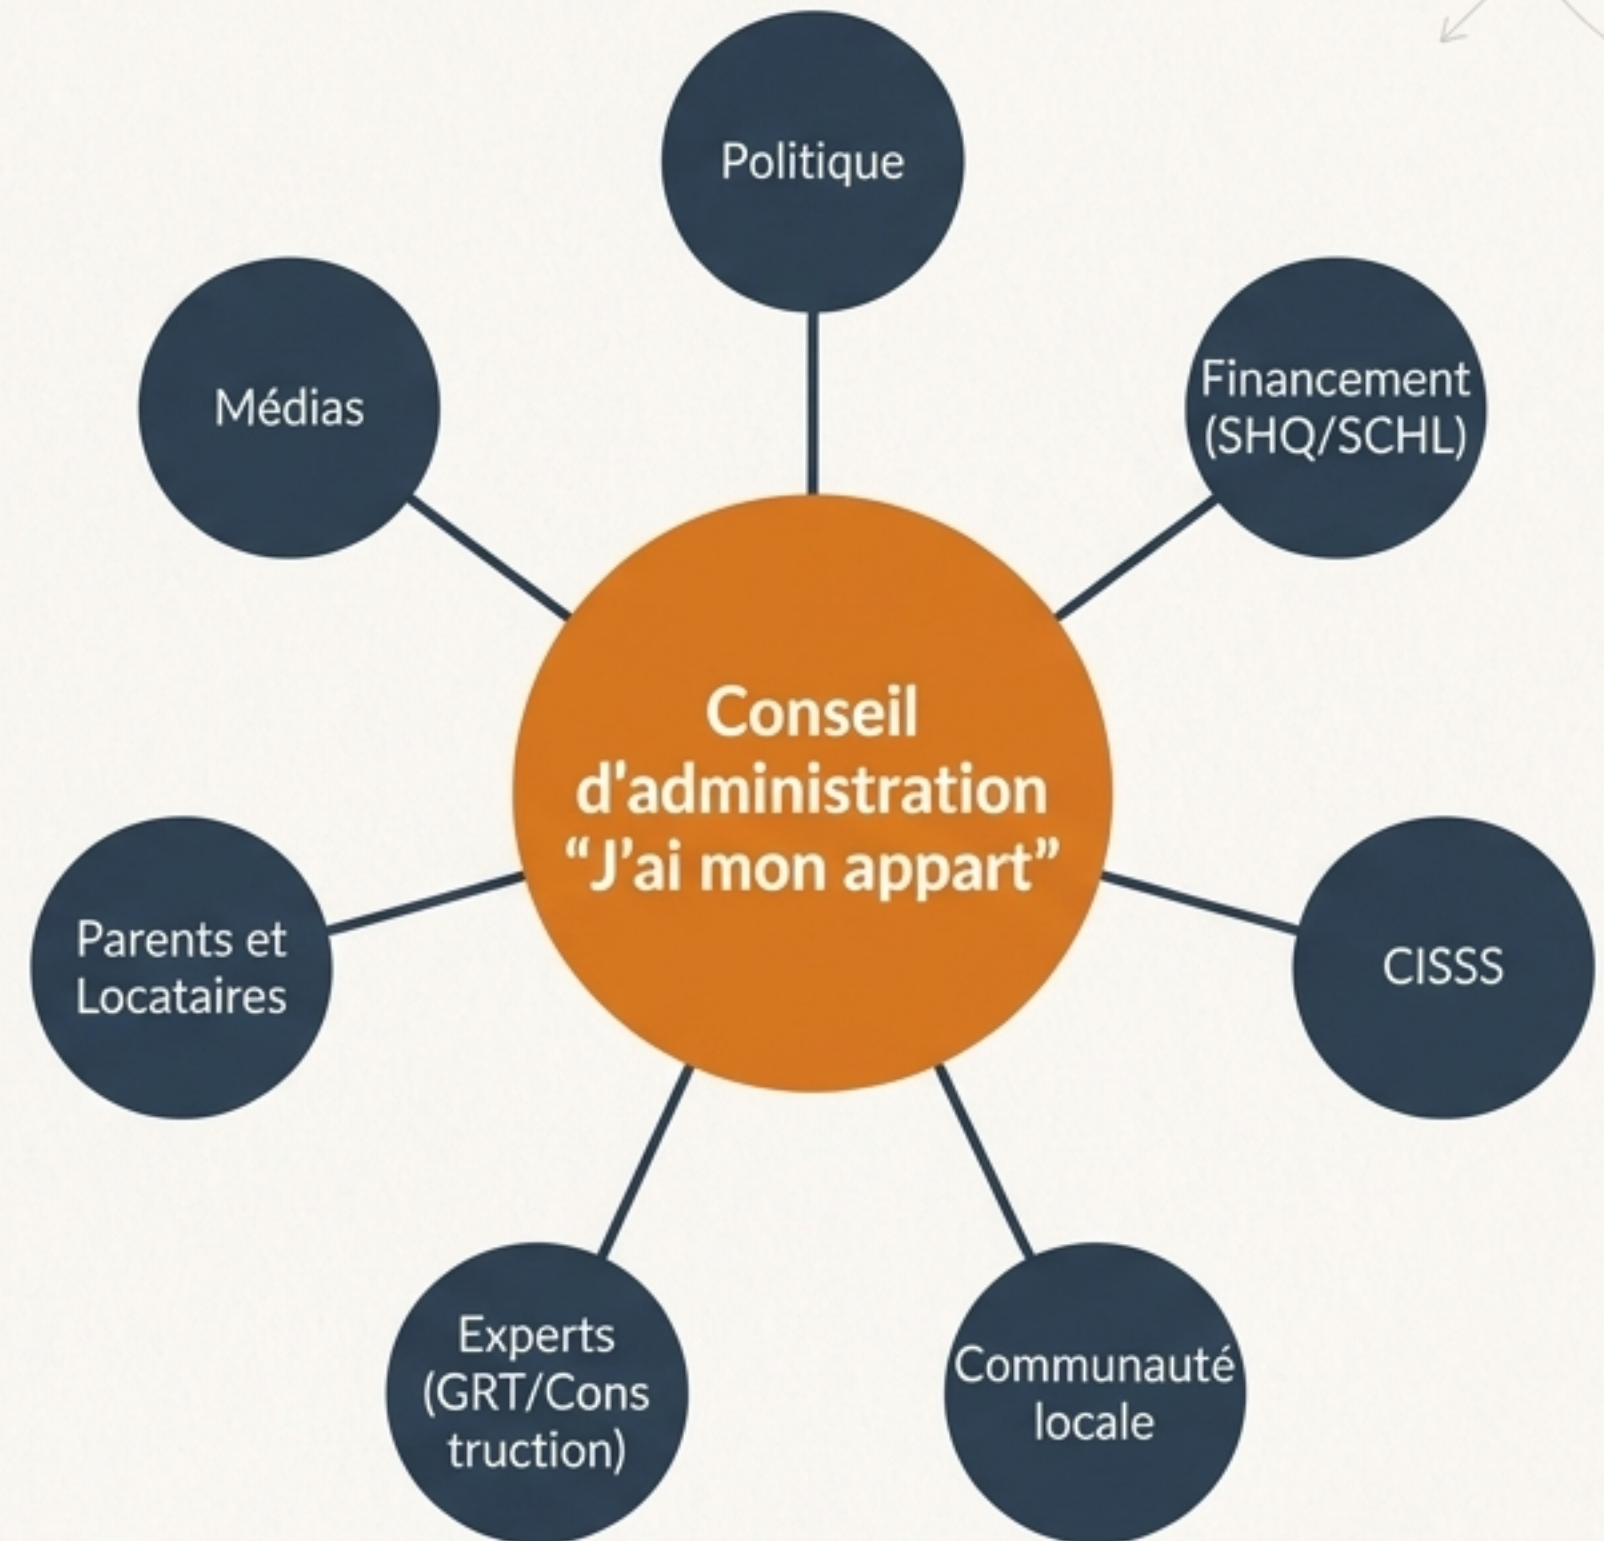 Politique
Médias
Financement
(SHQ/SCHL)
Conseil
d'administration
“J’ai mon appart”
Parents et
Locataires
CISSS
Experts
(GRT/Cons
truction)
Communauté
locale